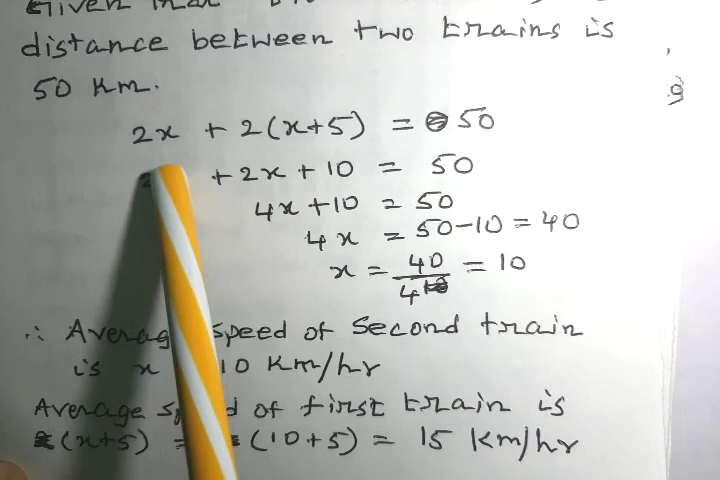 distance between two trains is
50 Km.
2x + 2(x+5) = 50
+ 2x + 10 = 50
4x + 10 = 50
4x = 50-10 = 40
x = 40/4 = 10
∴ Averag speed of second train
is x 10 Km/hr
Average of first train is
(x+5) = (10+5) = 15 Km/hr